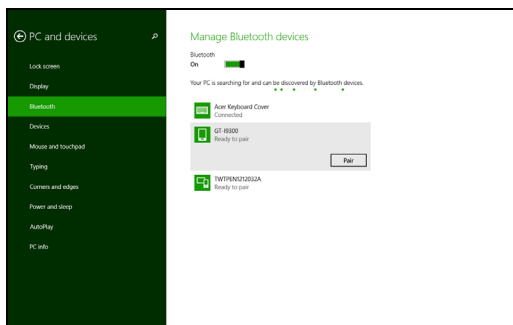 PC and devices
Lock screen
Display
Bluetooth
Devices
Mouse and touchpad
Typing
Corners and edges
Power and sleep
AutoPlay
PC info
Manage Bluetooth devices
Bluetooth
On
Your PC is searching for and can be discovered by Bluetooth devices.
Acer Keyboard Cover
Connected
GT-I9300
Ready to pair
Pair
TWTPEN1212032A
Ready to pair